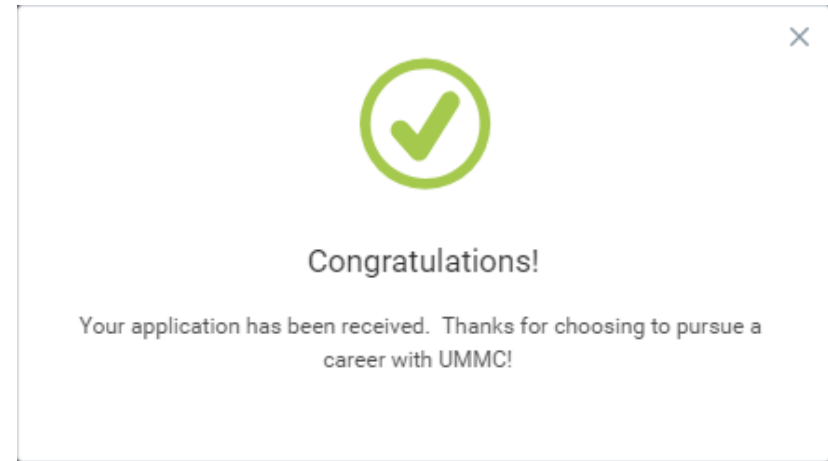 Congratulations!
Your application has been received.  Thanks for choosing to pursue a
career with UMMC!